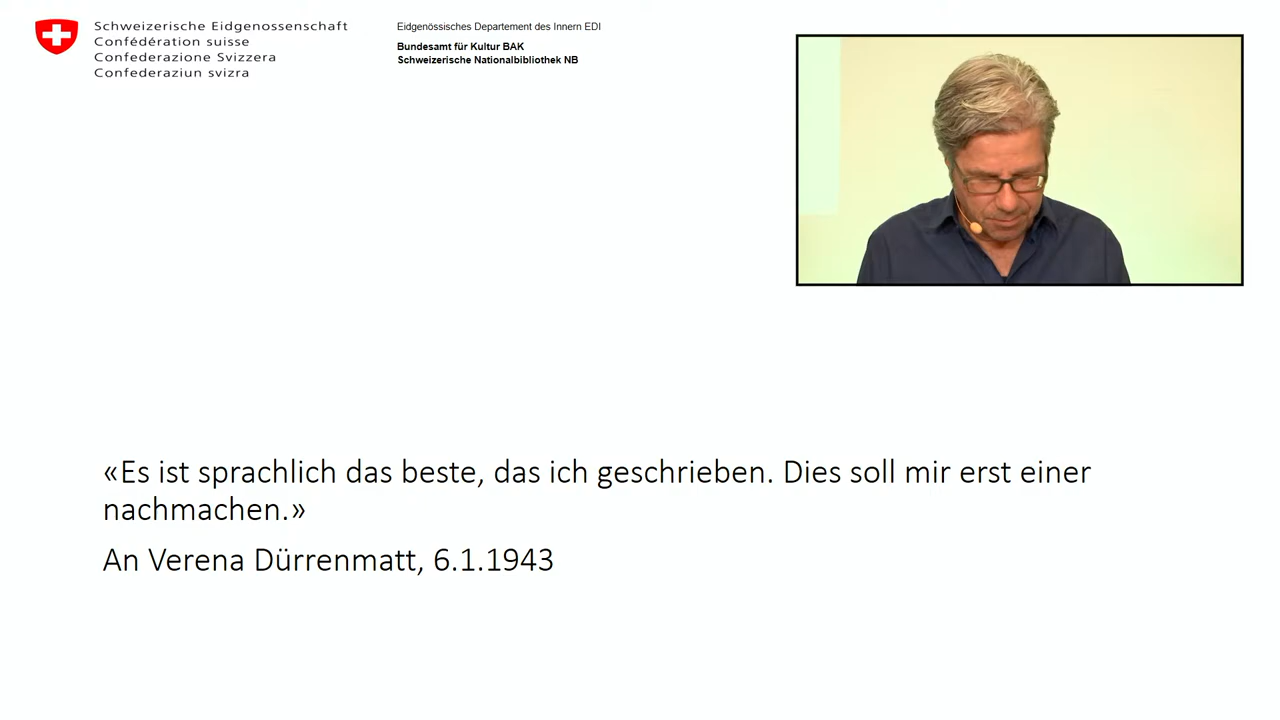 Schweizerische Eidgenossenschaft
Confédération suisse
Confederazione Svizzera
Confederaziun svizra
Eidgenössisches Departement des Innern EDI
Bundesamt für Kultur BAK
Schweizerische Nationalbibliothek NB
«Es ist sprachlich das beste, das ich geschrieben. Dies soll mir erst einer
nachmachen.»
An Verena Dürrenmatt, 6.1.1943